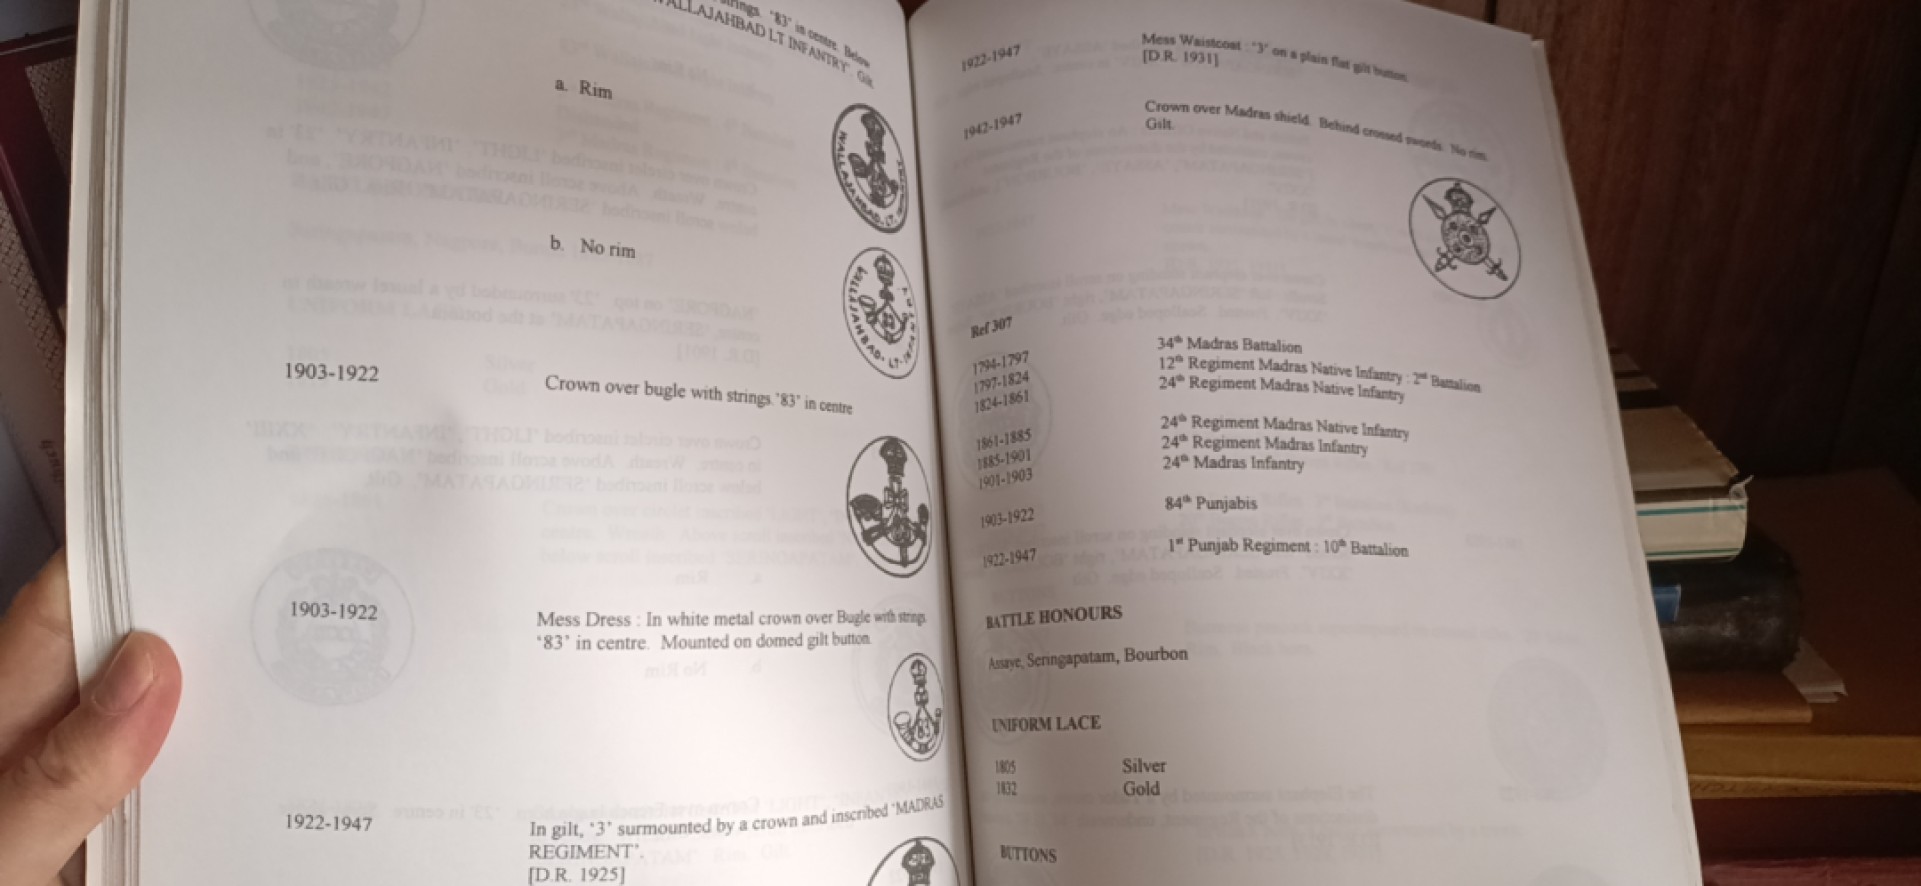 strings. '83' in centre. Below
WALLAJAHBAD LT INFANTRY' Gilt
a. Rim
WALLAJAHBAD. LT.
b. No rim
WALLAJAHBAD. LT.
1903-1922
Crown over bugle with strings.'83' in centre
1903-1922
Mess Dress : In white metal crown over Bugle with strings
'83' in centre. Mounted on domed gilt button.
83
1922-1947
In gilt, '3' surmounted by a crown and inscribed 'MADRAS
REGIMENT'.
[D.R. 1925]
1922-1947
Mess Waistcoat : '3' on a plain flat gilt button.
[D.R. 1931]
1942-1947
Crown over Madras shield. Behind crossed swords. No rim.
Gilt.
Ref 307
1794-1797 34th Madras Battalion
1797-1824 12th Regiment Madras Native Infantry : 2nd Battalion
1824-1861 24th Regiment Madras Native Infantry
1861-1885 24th Regiment Madras Native Infantry
1885-1901 24th Regiment Madras Infantry
1901-1903 24th Madras Infantry
1903-1922 84th Punjabis
1922-1947 1st Punjab Regiment : 10th Battalion
BATTLE HONOURS
Assaye, Seringapatam, Bourbon
UNIFORM LACE
1805 Silver
1832 Gold
BUTTONS